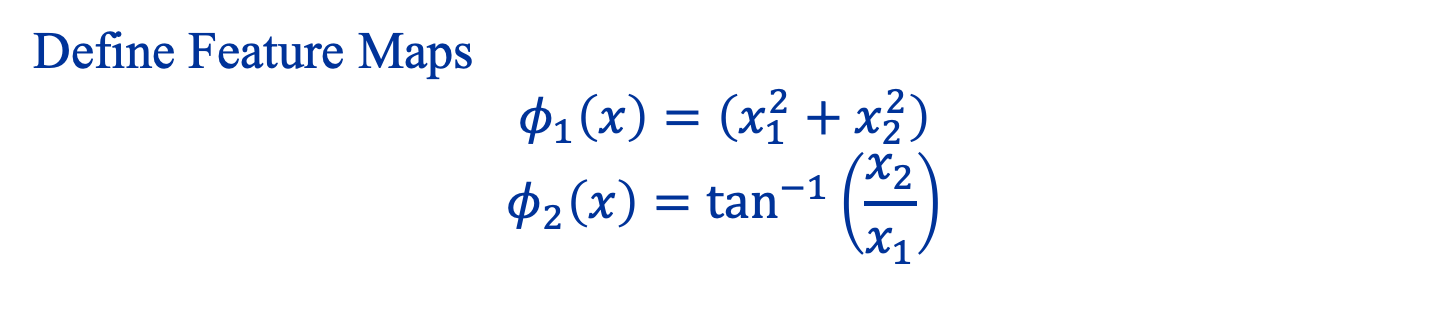 Define Feature Maps
ϕ₁(x) = (x₁² + x₂²)
ϕ₂(x) = tan⁻¹(x₂/x₁)